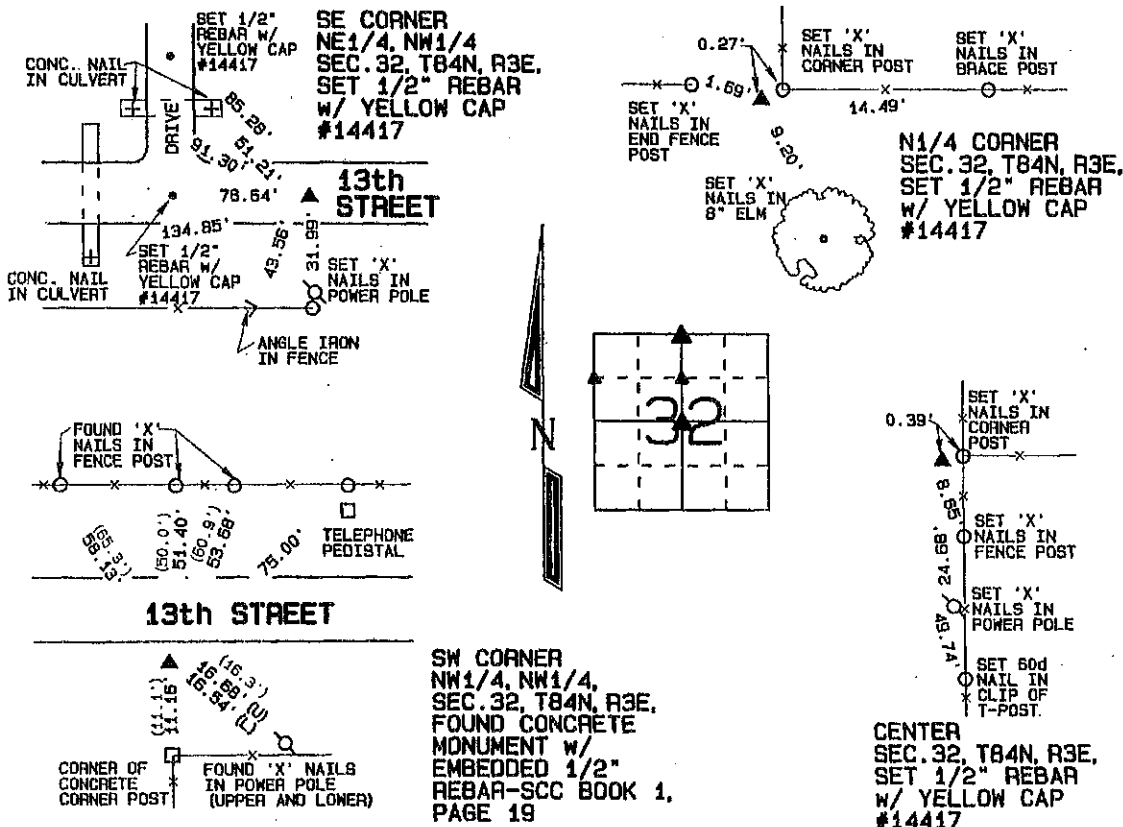 SET 1/2"
REBAR W/
YELLOW CAP
#14417
CONC. NAIL
IN CULVERT
DRIVE
85.28'
51.21'
91.30'
76.64'
134.85'
43.56'
31.99'
13th
STREET
CONC. NAIL
IN CULVERT
SET 1/2
REBAR W/
YELLOW CAP
#14417
SET 'X'
NAILS IN
POWER POLE
ANGLE IRON
IN FENCE
SE CORNER
NE1/4, NW1/4
SEC.32, T84N, R3E,
SET 1/2" REBAR
W/ YELLOW CAP
#14417
0.27'
SET 'X'
NAILS IN
CORNER POST
SET 'X'
NAILS IN
BRACE POST
1.69'
14.49'
SET 'X'
NAILS IN
END FENCE
POST
9.20'
SET 'X'
NAILS IN
8" ELM
N1/4 CORNER
SEC.32, T84N, R3E,
SET 1/2" REBAR
W/ YELLOW CAP
#14417
N
32
FOUND 'X'
NAILS IN
FENCE POST
(65.3')
58.13'
(50.0')
51.40'
(60.9')
53.68'
75.00'
TELEPHONE
PEDISTAL
13th STREET
(11.1')
11.16'
(16.3')
16.68' (U)
16.54' (L)
CORNER OF
CONCRETE
CORNER POST
FOUND 'X' NAILS
IN POWER POLE
(UPPER AND LOWER)
SW CORNER
NW1/4, NW1/4,
SEC.32, T84N, R3E,
FOUND CONCRETE
MONUMENT W/
EMBEDDED 1/2"
REBAR-SCC BOOK 1,
PAGE 19
SET 'X'
NAILS IN
CORNER
POST
0.39'
8.65'
SET 'X'
NAILS IN
FENCE POST
24.68'
SET 'X'
NAILS IN
POWER POLE
49.74'
SET 60d
NAIL IN
CLIP OF
T-POST.
CENTER
SEC.32, T84N, R3E,
SET 1/2" REBAR
W/ YELLOW CAP
#14417